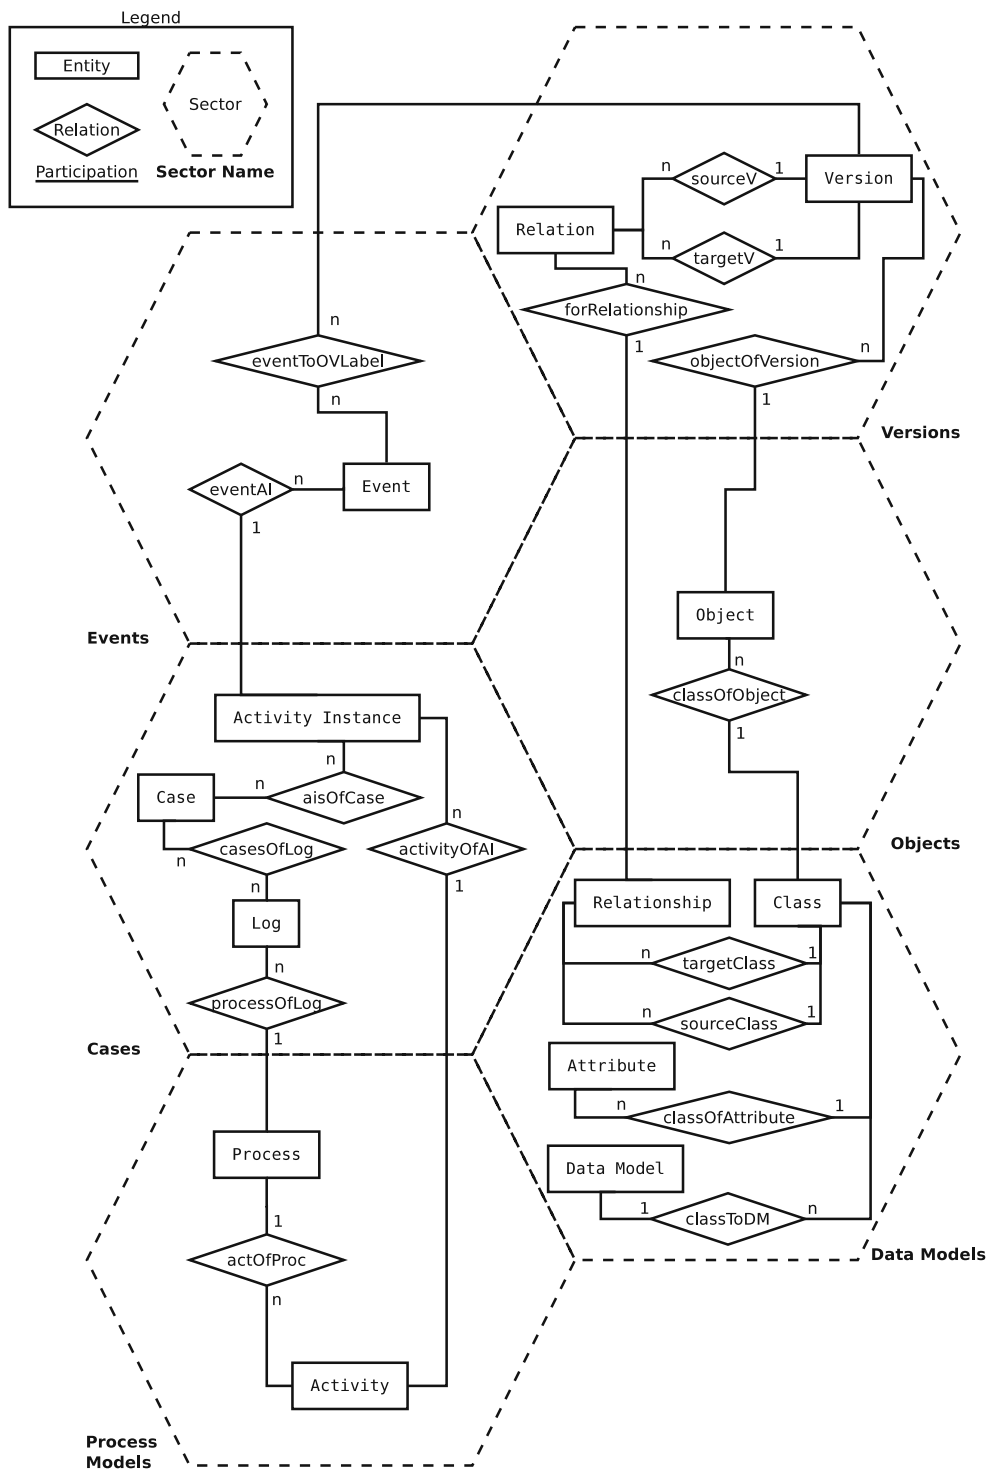 Legend
Entity
Sector
Relation
Participation
Sector Name
n
sourceV
1
Version
Relation
n
targetV
1
n
forRelationship
1
n
eventToOVLabel
n
objectOfVersion
n
1
Versions
eventAI
n
Event
1
Object
Events
n
classOfObject
1
Activity Instance
n
Case
n
aisOfCase
n
casesOfLog
n
activityOfAI
Objects
n
1
Relationship
Class
Log
n
targetClass
1
n
processOfLog
n
sourceClass
1
1
Cases
Attribute
n
classOfAttribute
1
Process
Data Model
1
classToDM
n
1
actOfProc
Data Models
n
Activity
Process
Models